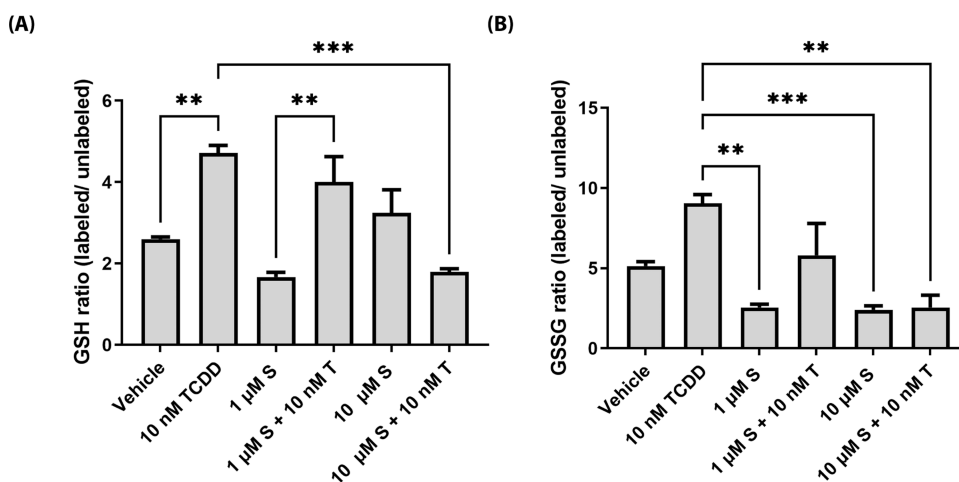 (A)
***
**
**
GSH ratio (labeled/ unlabeled)
6
4
2
0
Vehicle
10 nM TCDD
1 µM S
1 µM S + 10 nM T
10 µM S
10 µM S + 10 nM T
(B)
**
***
**
GSSG ratio (labeled/ unlabeled)
15
10
5
0
Vehicle
10 nM TCDD
1 µM S
1 µM S + 10 nM T
10 µM S
10 µM S + 10 nM T